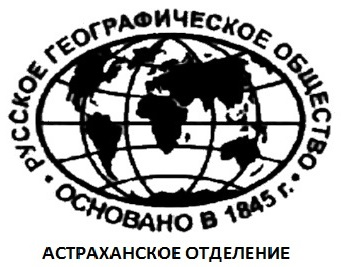 • РУССКОЕ ГЕОГРАФИЧЕСКОЕ ОБЩЕСТВО •
ОСНОВАНО В 1845 г.
АСТРАХАНСКОЕ ОТДЕЛЕНИЕ